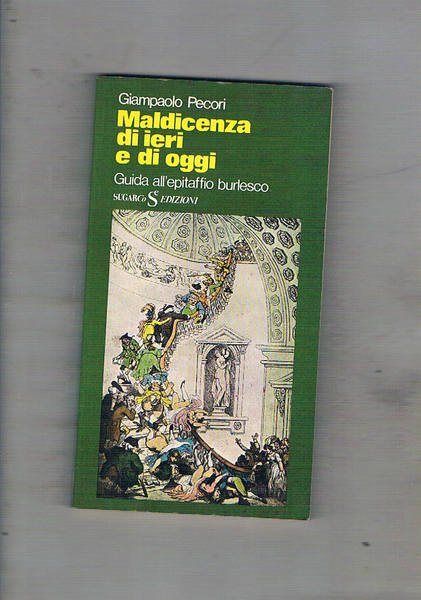 Giampaolo Pecori
Maldicenza
di ieri
e di oggi
Guida all'epitaffio burlesco
SUGARCo EDIZIONI